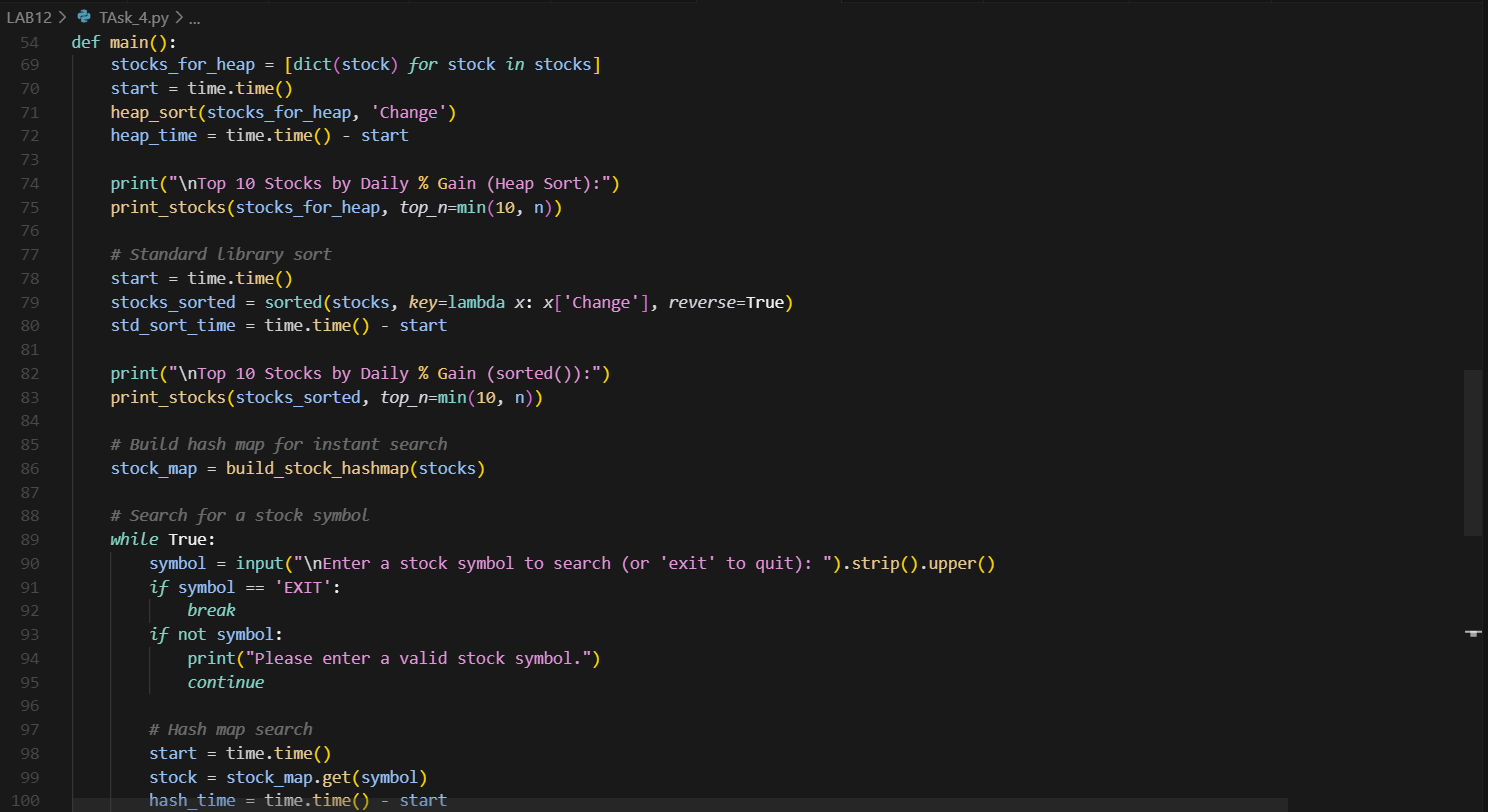 LAB12 > TAsk_4.py > ...
54 def main():
69     stocks_for_heap = [dict(stock) for stock in stocks]
70     start = time.time()
71     heap_sort(stocks_for_heap, 'Change')
72     heap_time = time.time() - start
73
74     print("\nTop 10 Stocks by Daily % Gain (Heap Sort):")
75     print_stocks(stocks_for_heap, top_n=min(10, n))
76
77     # Standard library sort
78     start = time.time()
79     stocks_sorted = sorted(stocks, key=lambda x: x['Change'], reverse=True)
80     std_sort_time = time.time() - start
81
82     print("\nTop 10 Stocks by Daily % Gain (sorted()):")
83     print_stocks(stocks_sorted, top_n=min(10, n))
84
85     # Build hash map for instant search
86     stock_map = build_stock_hashmap(stocks)
87
88     # Search for a stock symbol
89     while True:
90         symbol = input("\nEnter a stock symbol to search (or 'exit' to quit): ").strip().upper()
91         if symbol == 'EXIT':
92             break
93         if not symbol:
94             print("Please enter a valid stock symbol.")
95             continue
96
97         # Hash map search
98         start = time.time()
99         stock = stock_map.get(symbol)
100         hash_time = time.time() - start